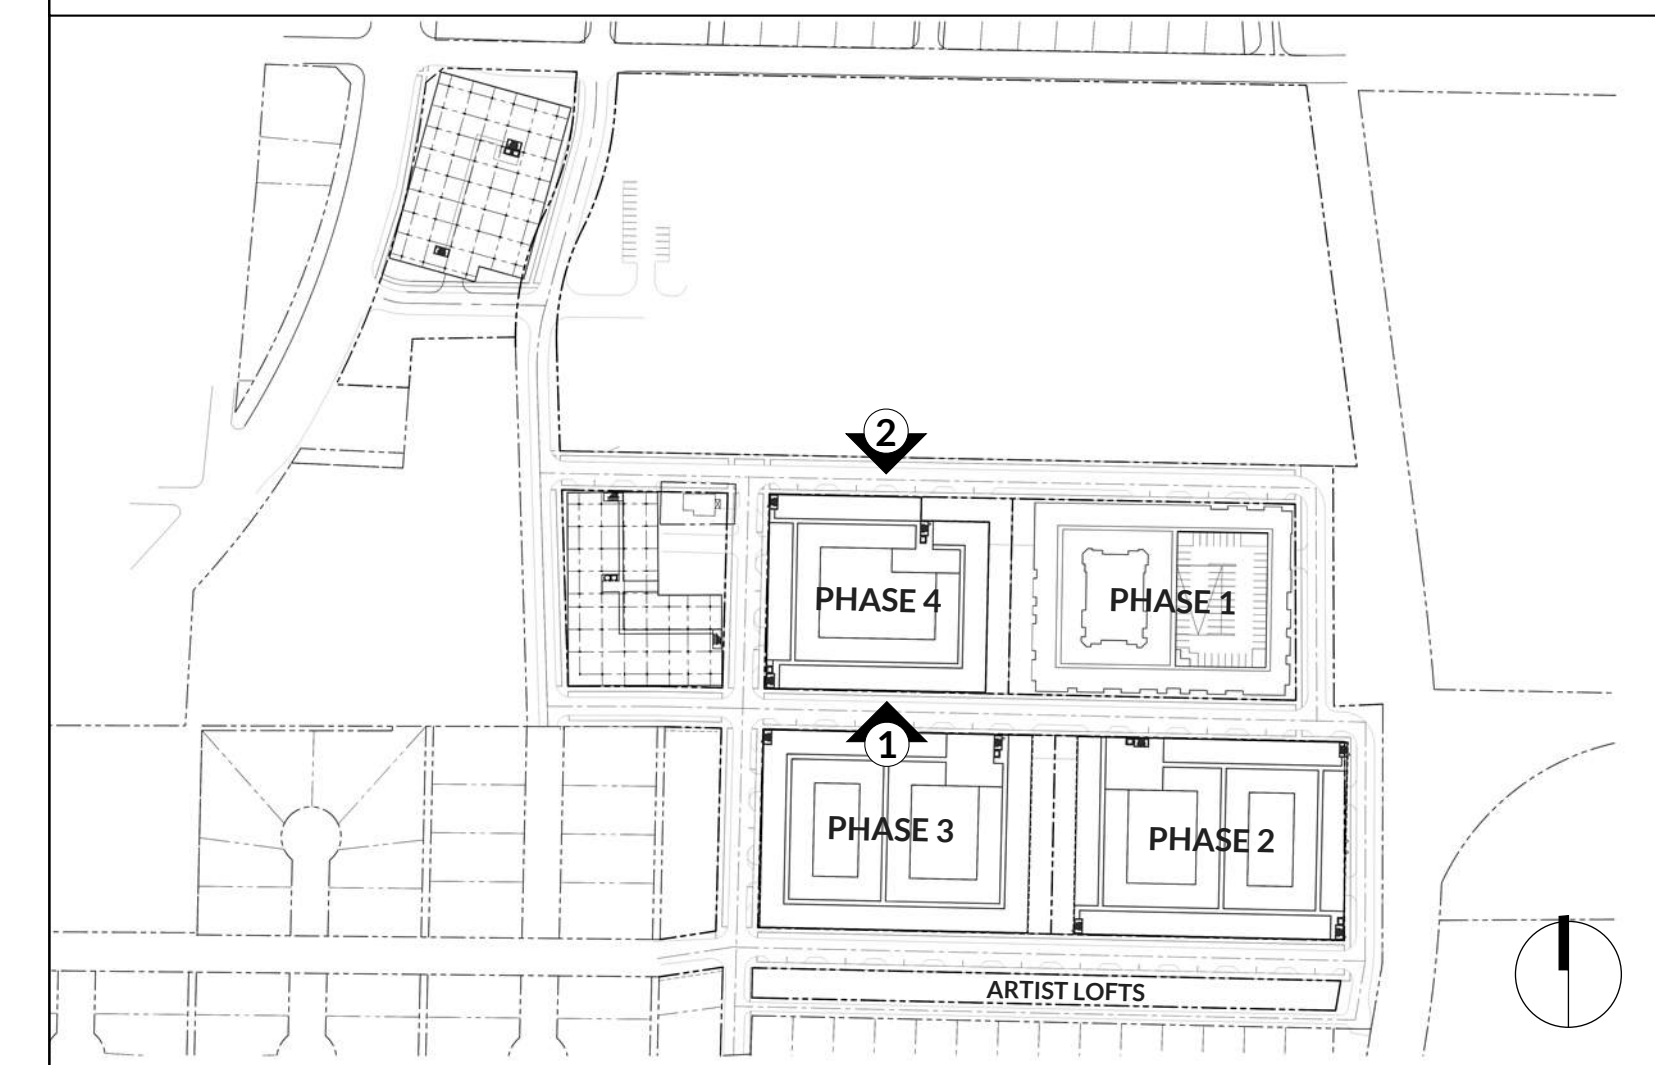 2
PHASE 4
PHASE 1
1
PHASE 3
PHASE 2
ARTIST LOFTS